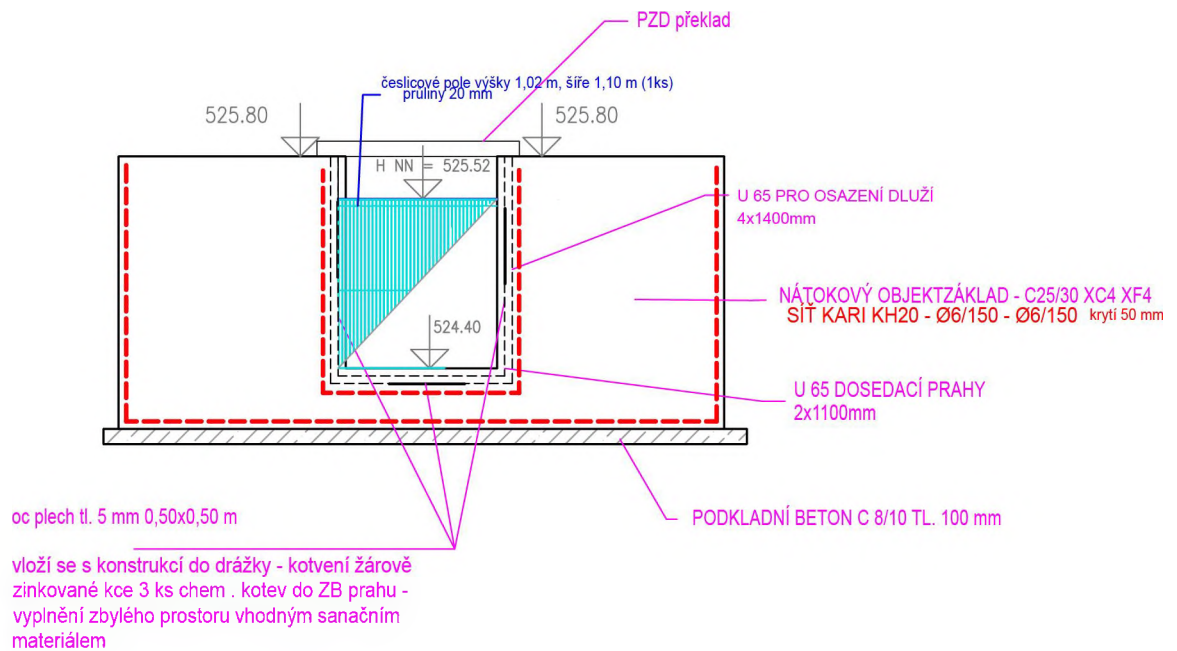 PZD překlad
česlicové pole výšky 1,02 m, šíře 1,10 m (1ks)
průliny 20 mm
525.80
525.80
H NN = 525.52
U 65 PRO OSAZENÍ DLUŽÍ
4x1400mm
NÁTOKOVÝ OBJEKTZÁKLAD - C25/30 XC4 XF4
SÍŤ KARI KH20 - Ø6/150 - Ø6/150 krytí 50 mm
524.40
U 65 DOSEDACÍ PRAHY
2x1100mm
oc plech tl. 5 mm 0,50x0,50 m
PODKLADNÍ BETON C 8/10 TL. 100 mm
vloží se s konstrukcí do drážky - kotvení žárově
zinkované kce 3 ks chem . kotev do ZB prahu -
vyplnění zbylého prostoru vhodným sanačním
materiálem